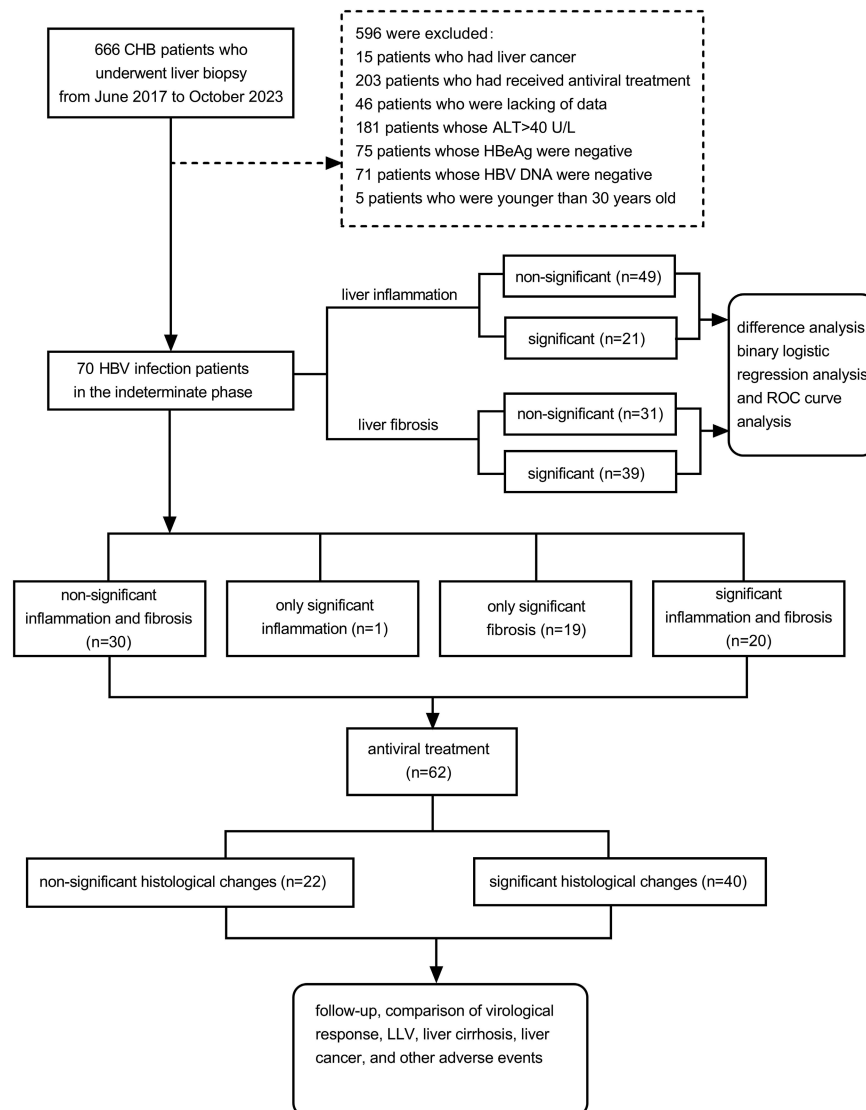 666 CHB patients who
underwent liver biopsy
from June 2017 to October 2023
596 were excluded:
15 patients who had liver cancer
203 patients who had received antiviral treatment
46 patients who were lacking of data
181 patients whose ALT>40 U/L
75 patients whose HBeAg were negative
71 patients whose HBV DNA were negative
5 patients who were younger than 30 years old
70 HBV infection patients
in the indeterminate phase
liver inflammation
non-significant (n=49)
significant (n=21)
liver fibrosis
non-significant (n=31)
significant (n=39)
difference analysis
binary logistic
regression analysis
and ROC curve
analysis
non-significant
inflammation and fibrosis
(n=30)
only significant
inflammation (n=1)
only significant
fibrosis (n=19)
significant
inflammation and fibrosis
(n=20)
antiviral treatment
(n=62)
non-significant histological changes (n=22)
significant histological changes (n=40)
follow-up, comparison of virological
response, LLV, liver cirrhosis, liver
cancer, and other adverse events